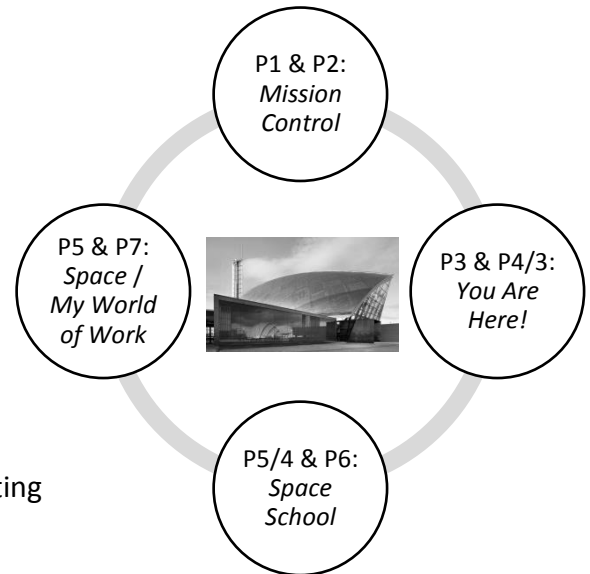 P1 & P2:
Mission
Control
P5 & P7:
Space /
My World
of Work
P3 & P4/3:
You Are
Here!
P5/4 & P6:
Space
School
ting